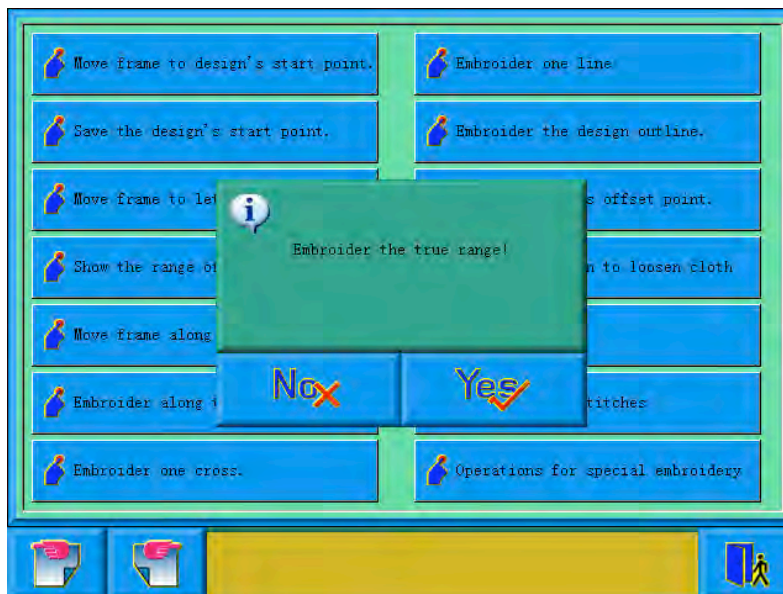 Move frame to design's start point.
Embroider one line
Save the design's start point.
Embroider the design outline.
Move frame to
offset point.
Show the range
to loosen cloth
Embroider the true range!
Move frame along
Embroider along
No
Yes
Embroider one cross.
Operations for special embroidery